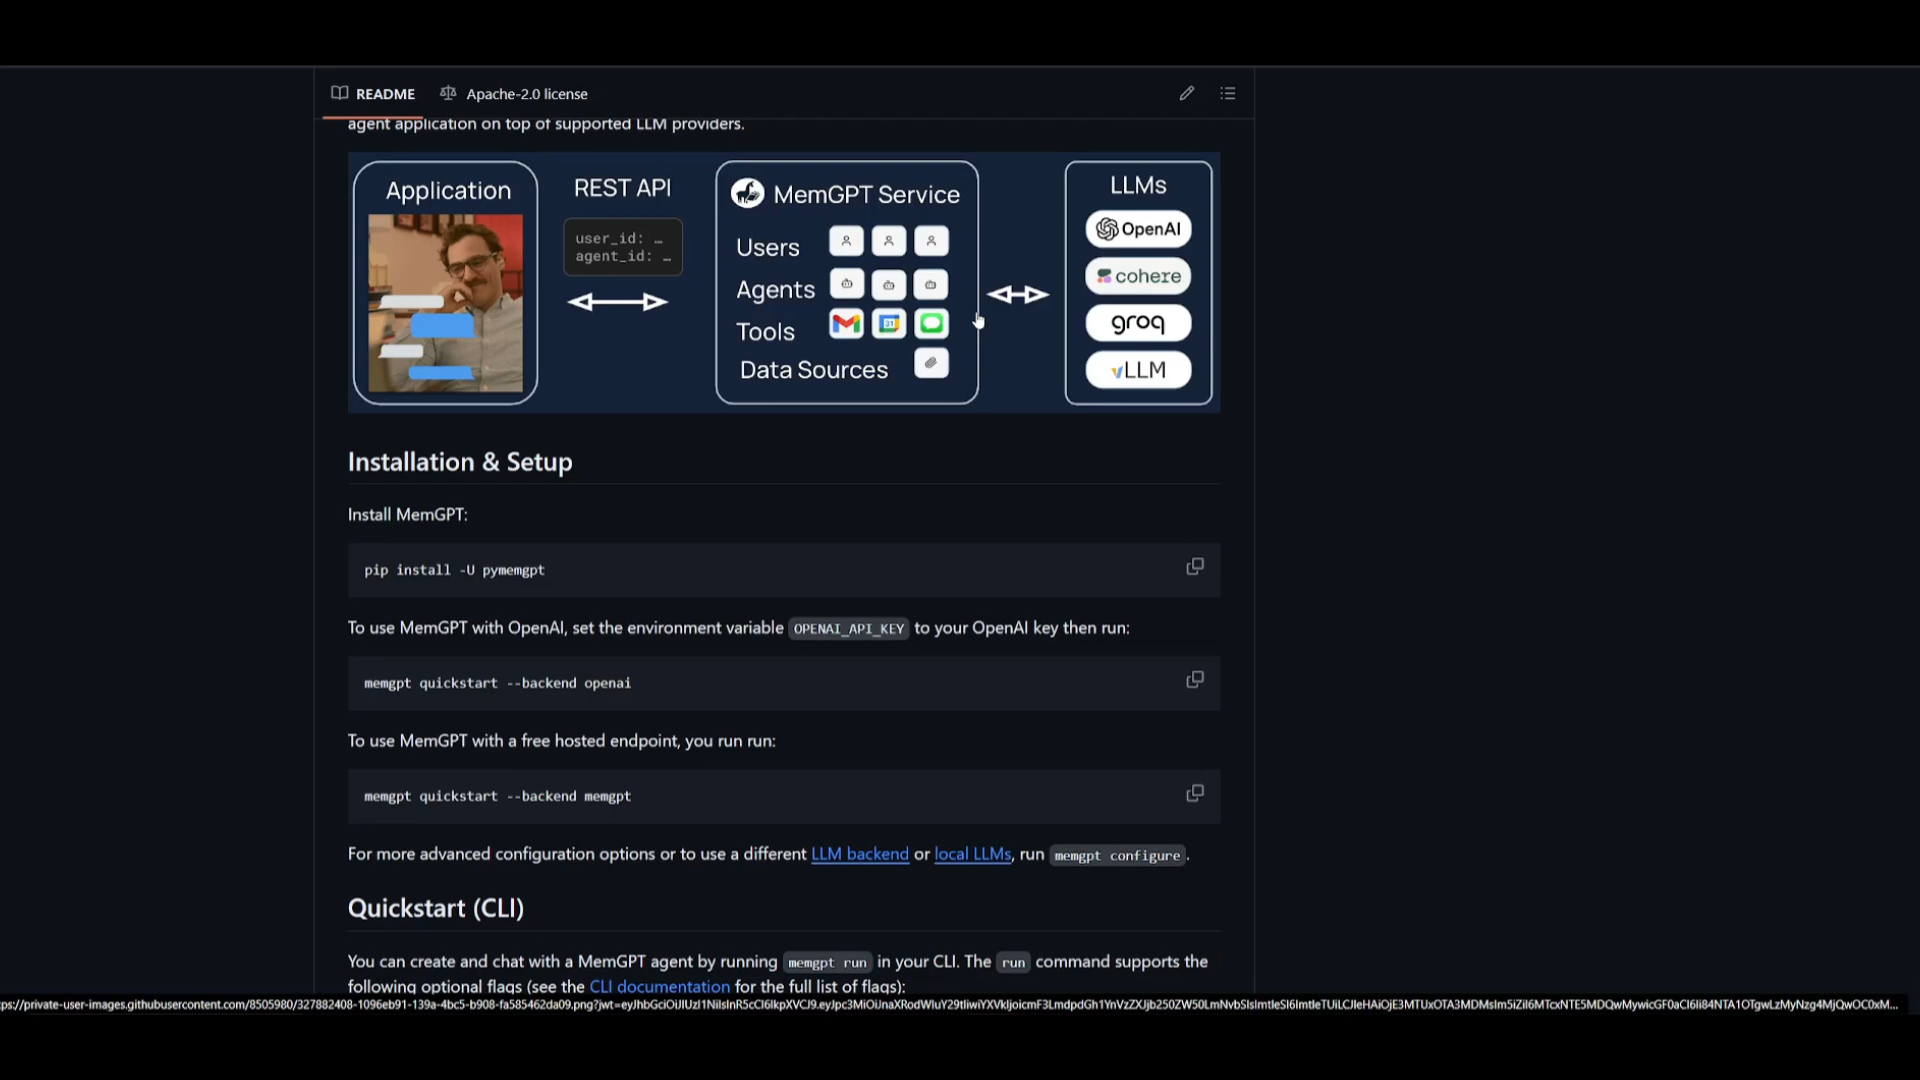 README
Apache-2.0 license
agent application on top of supported LLM providers.
Application
REST API
user_id: …
agent_id: …
MemGPT Service
Users
Agents
Tools
31
Data Sources
LLMs
OpenAI
cohere
groq
vLLM
Installation & Setup
Install MemGPT:
pip install -U pymemgpt
To use MemGPT with OpenAI, set the environment variable OPENAI_API_KEY to your OpenAI key then run:
memgpt quickstart --backend openai
To use MemGPT with a free hosted endpoint, you run run:
memgpt quickstart --backend memgpt
For more advanced configuration options or to use a different LLM backend or local LLMs, run memgpt configure.
Quickstart (CLI)
You can create and chat with a MemGPT agent by running memgpt run in your CLI. The run command supports the
following optional flags (see the CLI documentation for the full list of flags):